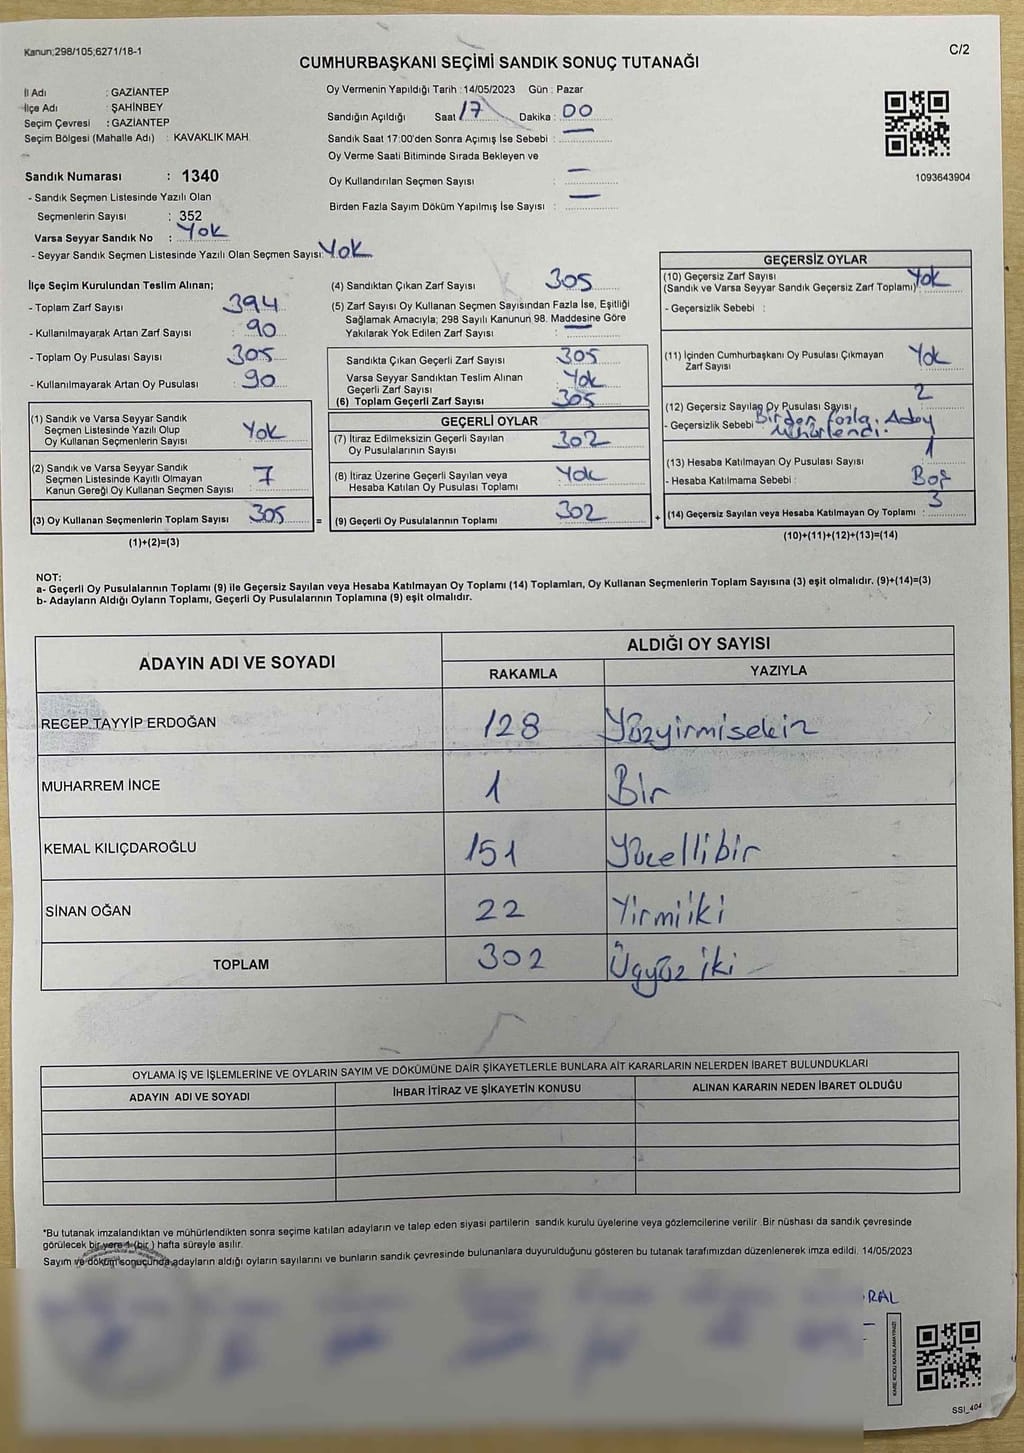 Kanun;298/105,6271/18-1
C/2
CUMHURBAŞKANI SEÇİMİ SANDIK SONUÇ TUTANAĞI
İl Adı : GAZİANTEP
İlçe Adı : ŞAHİNBEY
Seçim Çevresi : GAZİANTEP
Seçim Bölgesi (Mahalle Adı) : KAVAKLIK MAH.
Sandık Numarası : 1340
- Sandık Seçmen Listesinde Yazılı Olan
Seçmenlerin Sayısı : 352
Varsa Seyyar Sandık No : Yok
- Seyyar Sandık Seçmen Listesinde Yazılı Olan Seçmen Sayısı: Yok
Oy Vermenin Yapıldığı Tarih :14/05/2023 Gün : Pazar
Sandığın Açıldığı Saat 17 Dakika : 00
Sandık Saat 17:00'den Sonra Açımış İse Sebebi : —
Oy Verme Saati Bitiminde Sırada Bekleyen ve
Oy Kullandırılan Seçmen Sayısı : —
Birden Fazla Sayım Döküm Yapılmış İse Sayısı : —
1093643904
İlçe Seçim Kurulundan Teslim Alınan;
- Toplam Zarf Sayısı : 394
- Kullanılmayarak Artan Zarf Sayısı : 90
- Toplam Oy Pusulası Sayısı : 305
- Kullanılmayarak Artan Oy Pusulası : 90
(1) Sandık ve Varsa Seyyar Sandık
Seçmen Listesinde Yazılı Olup
Oy Kullanan Seçmenlerin Sayısı Yok
(2) Sandık ve Varsa Seyyar Sandık
Seçmen Listesinde Kayıtlı Olmayan
Kanun Gereği Oy Kullanan Seçmen Sayısı 7
(3) Oy Kullanan Seçmenlerin Toplam Sayısı 305 =
(1)+(2)=(3)
(4) Sandıktan Çıkan Zarf Sayısı : 305
(5) Zarf Sayısı Oy Kullanan Seçmen Sayısından Fazla İse, Eşitliği
Sağlamak Amacıyla; 298 Sayılı Kanunun 98. Maddesine Göre
Yakılarak Yok Edilen Zarf Sayısı : —
Sandıkta Çıkan Geçerli Zarf Sayısı : 305
Varsa Seyyar Sandıktan Teslim Alınan
Geçerli Zarf Sayısı : Yok
(6) Toplam Geçerli Zarf Sayısı : 305
GEÇERLİ OYLAR
(7) İtiraz Edilmeksizin Geçerli Sayılan
Oy Pusulalarının Sayısı : 302
(8) İtiraz Üzerine Geçerli Sayılan veya
Hesaba Katılan Oy Pusulası Toplamı : Yok
(9) Geçerli Oy Pusulalarının Toplamı : 302 +
GEÇERSİZ OYLAR
(10) Geçersiz Zarf Sayısı
(Sandık ve Varsa Seyyar Sandık Geçersiz Zarf Toplamı) Yok
- Geçersizlik Sebebi :
(11) İçinden Cumhurbaşkanı Oy Pusulası Çıkmayan
Zarf Sayısı : Yok
(12) Geçersiz Sayılan Oy Pusulası Sayısı : 2
- Geçersizlik Sebebi Birden fazla Aday
Mühürlendi.
(13) Hesaba Katılmayan Oy Pusulası Sayısı : 1
- Hesaba Katılmama Sebebi : Boş
(14) Geçersiz Sayılan veya Hesaba Katılmayan Oy Toplamı : 3
(10)+(11)+(12)+(13)=(14)
NOT:
a- Geçerli Oy Pusulalarının Toplamı (9) ile Geçersiz Sayılan veya Hesaba Katılmayan Oy Toplamı (14) Toplamları, Oy Kullanan Seçmenlerin Toplam Sayısına (3) eşit olmalıdır. (9)+(14)=(3)
b- Adayların Aldığı Oyların Toplamı, Geçerli Oy Pusulalarının Toplamına (9) eşit olmalıdır.
ADAYIN ADI VE SOYADI
ALDIĞI OY SAYISI
RAKAMLA YAZIYLA
RECEP TAYYİP ERDOĞAN 128 Yüzyirmisekiz
MUHARREM İNCE 1 Bir
KEMAL KILIÇDAROĞLU 151 Yücellibir
SİNAN OĞAN 22 Yirmiiki
TOPLAM 302 Üçyüz iki
OYLAMA İŞ VE İŞLEMLERİNE VE OYLARIN SAYIM VE DÖKÜMÜNE DAİR ŞİKAYETLERLE BUNLARA AİT KARARLARIN NELERDEN İBARET BULUNDUKLARI
ADAYIN ADI VE SOYADI İHBAR İTİRAZ VE ŞİKAYETİN KONUSU ALINAN KARARIN NEDEN İBARET OLDUĞU
*Bu tutanak imzalandıktan ve mühürlendikten sonra seçime katılan adayların ve talep eden siyasi partilerin sandık kurulu üyelerine veya gözlemcilerine verilir .Bir nüshası da sandık çevresinde
görülecek bir yere 1 (bir ) hafta süreyle asılır.
Sayım ve döküm sonucunda adayların aldığı oyların sayılarını ve bunların sandık çevresinde bulunanlara duyurulduğunu gösteren bu tutanak tarafımızdan düzenlenerek imza edildi. 14/05/2023
RAL
SSI_404